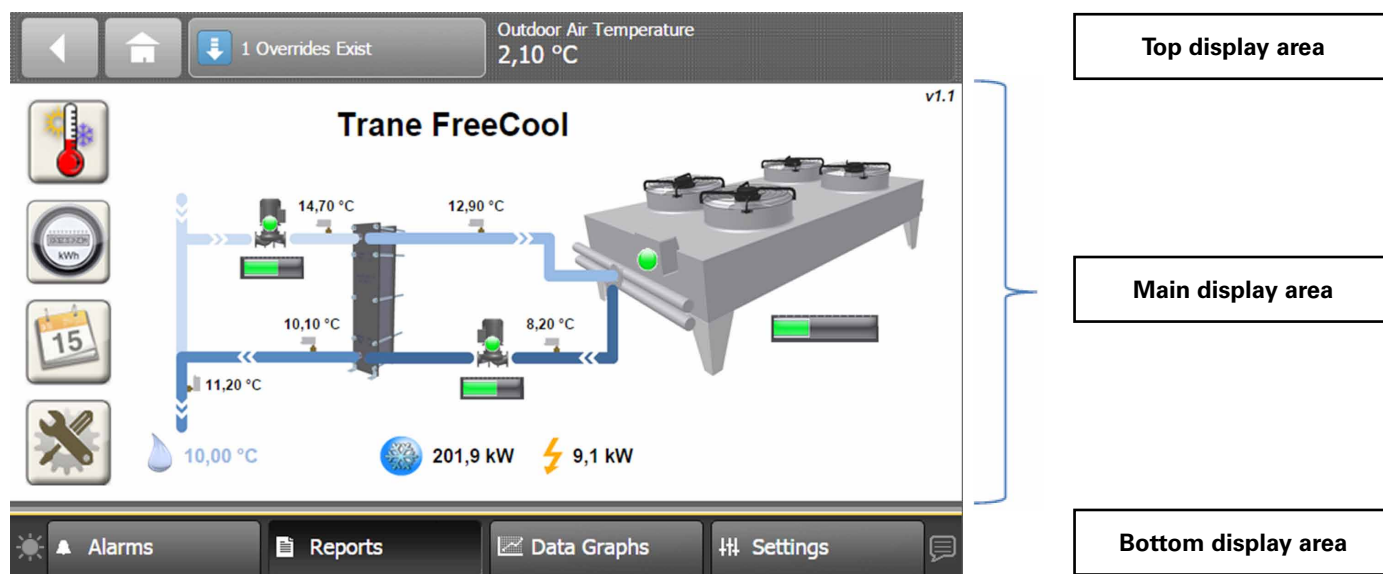 1 Overrides Exist
Outdoor Air Temperature
2,10 °C
Top display area
v1.1
Trane FreeCool
14,70 °C
12,90 °C
kWh
Main display area
15
10,10 °C
8,20 °C
11,20 °C
10,00 °C
201,9 kW
9,1 kW
Alarms
Reports
Data Graphs
Settings
Bottom display area